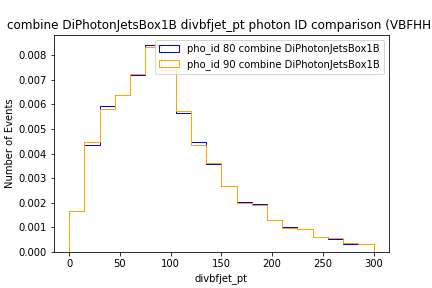 combine DiPhotonJetsBox1B divbfjet_pt photon ID comparison (VBFHH
pho_id 80 combine DiPhotonJetsBox1B
pho_id 90 combine DiPhotonJetsBox1B
Number of Events
0.008
0.007
0.006
0.005
0.004
0.003
0.002
0.001
0.000
0 50 100 150 200 250 300
divbfjet_pt